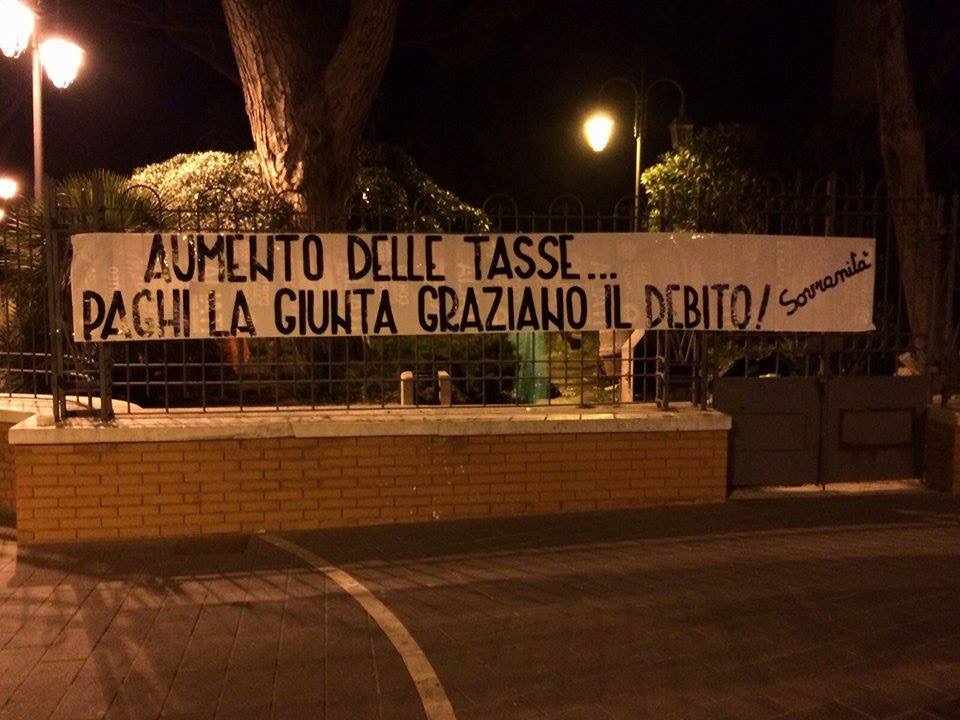 AUMENTO DELLE TASSE...
PAGHI LA GIUNTA GRAZIANO IL DEBITO!
Sovranità